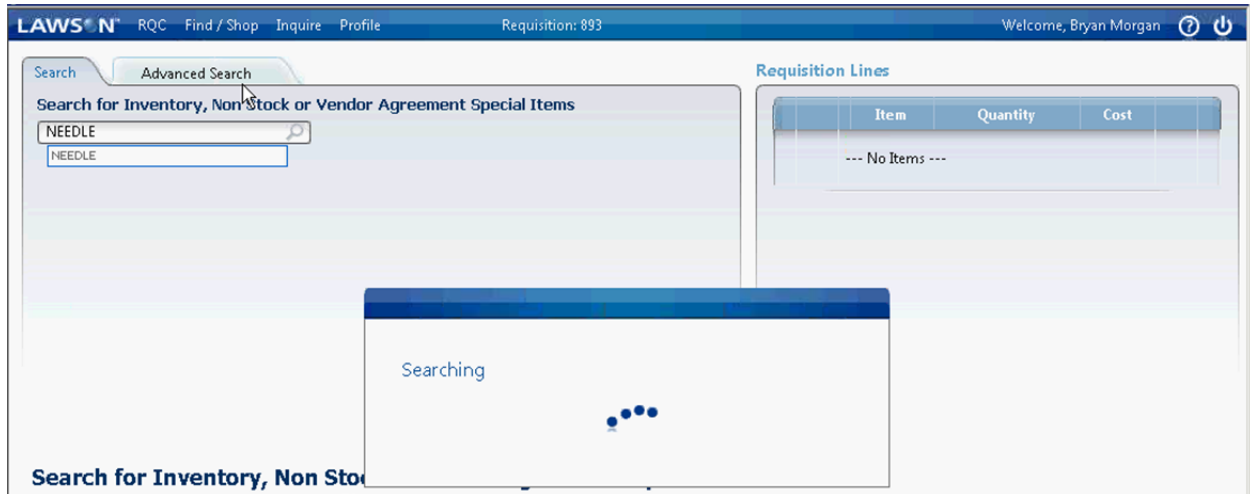 LAWSON RQC Find / Shop Inquire Profile Requisition: 893 Welcome, Bryan Morgan ?
Search Advanced Search
Search for Inventory, Non Stock or Vendor Agreement Special Items
NEEDLE
NEEDLE
Requisition Lines
Item Quantity Cost
--- No Items ---
Searching
Search for Inventory, Non